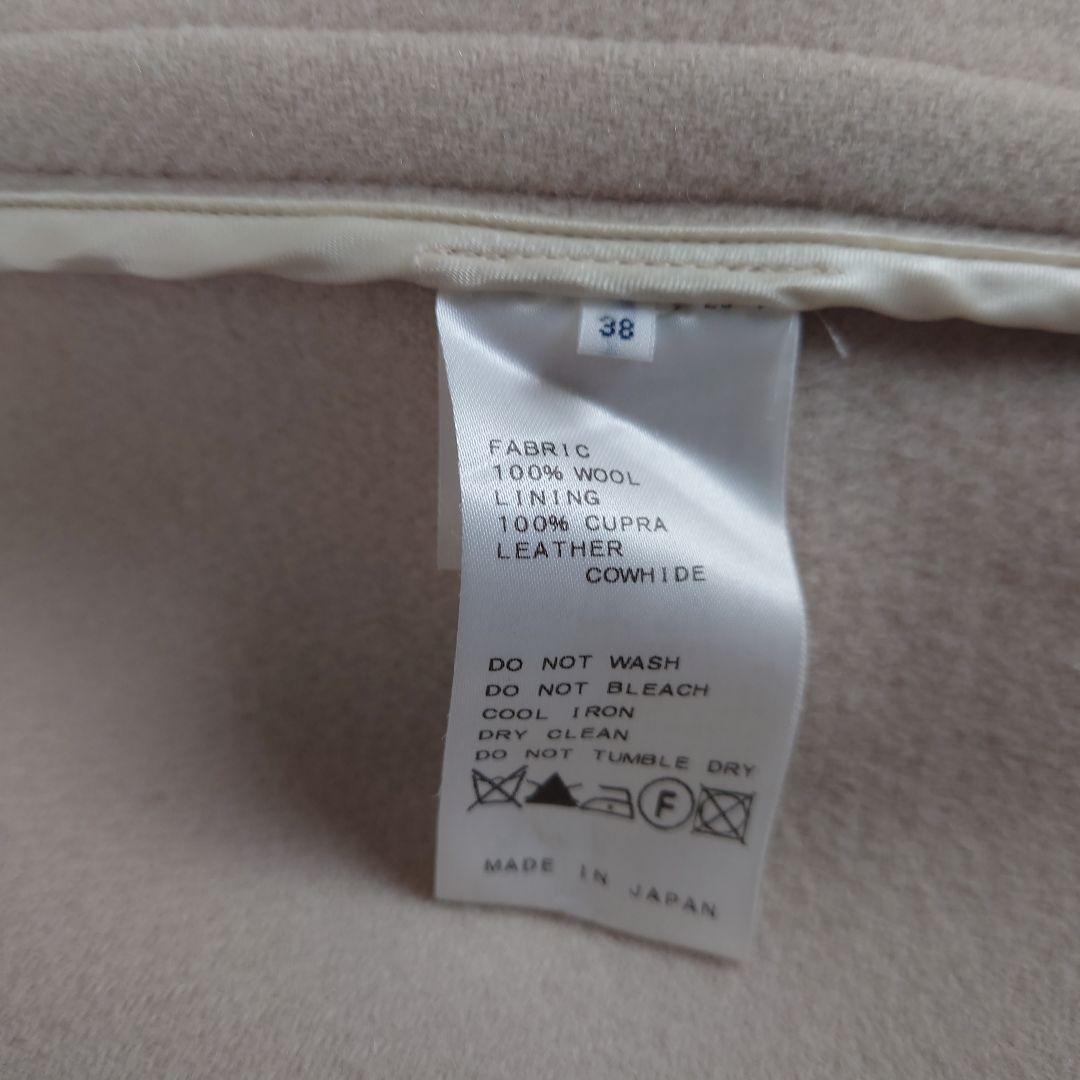 38
FABRIC
100% WOOL
LINING
100% CUPRA
LEATHER
COWHIDE
DO NOT WASH
DO NOT BLEACH
COOL IRON
DRY CLEAN
DO NOT TUMBLE DRY
F
MADE IN JAPAN